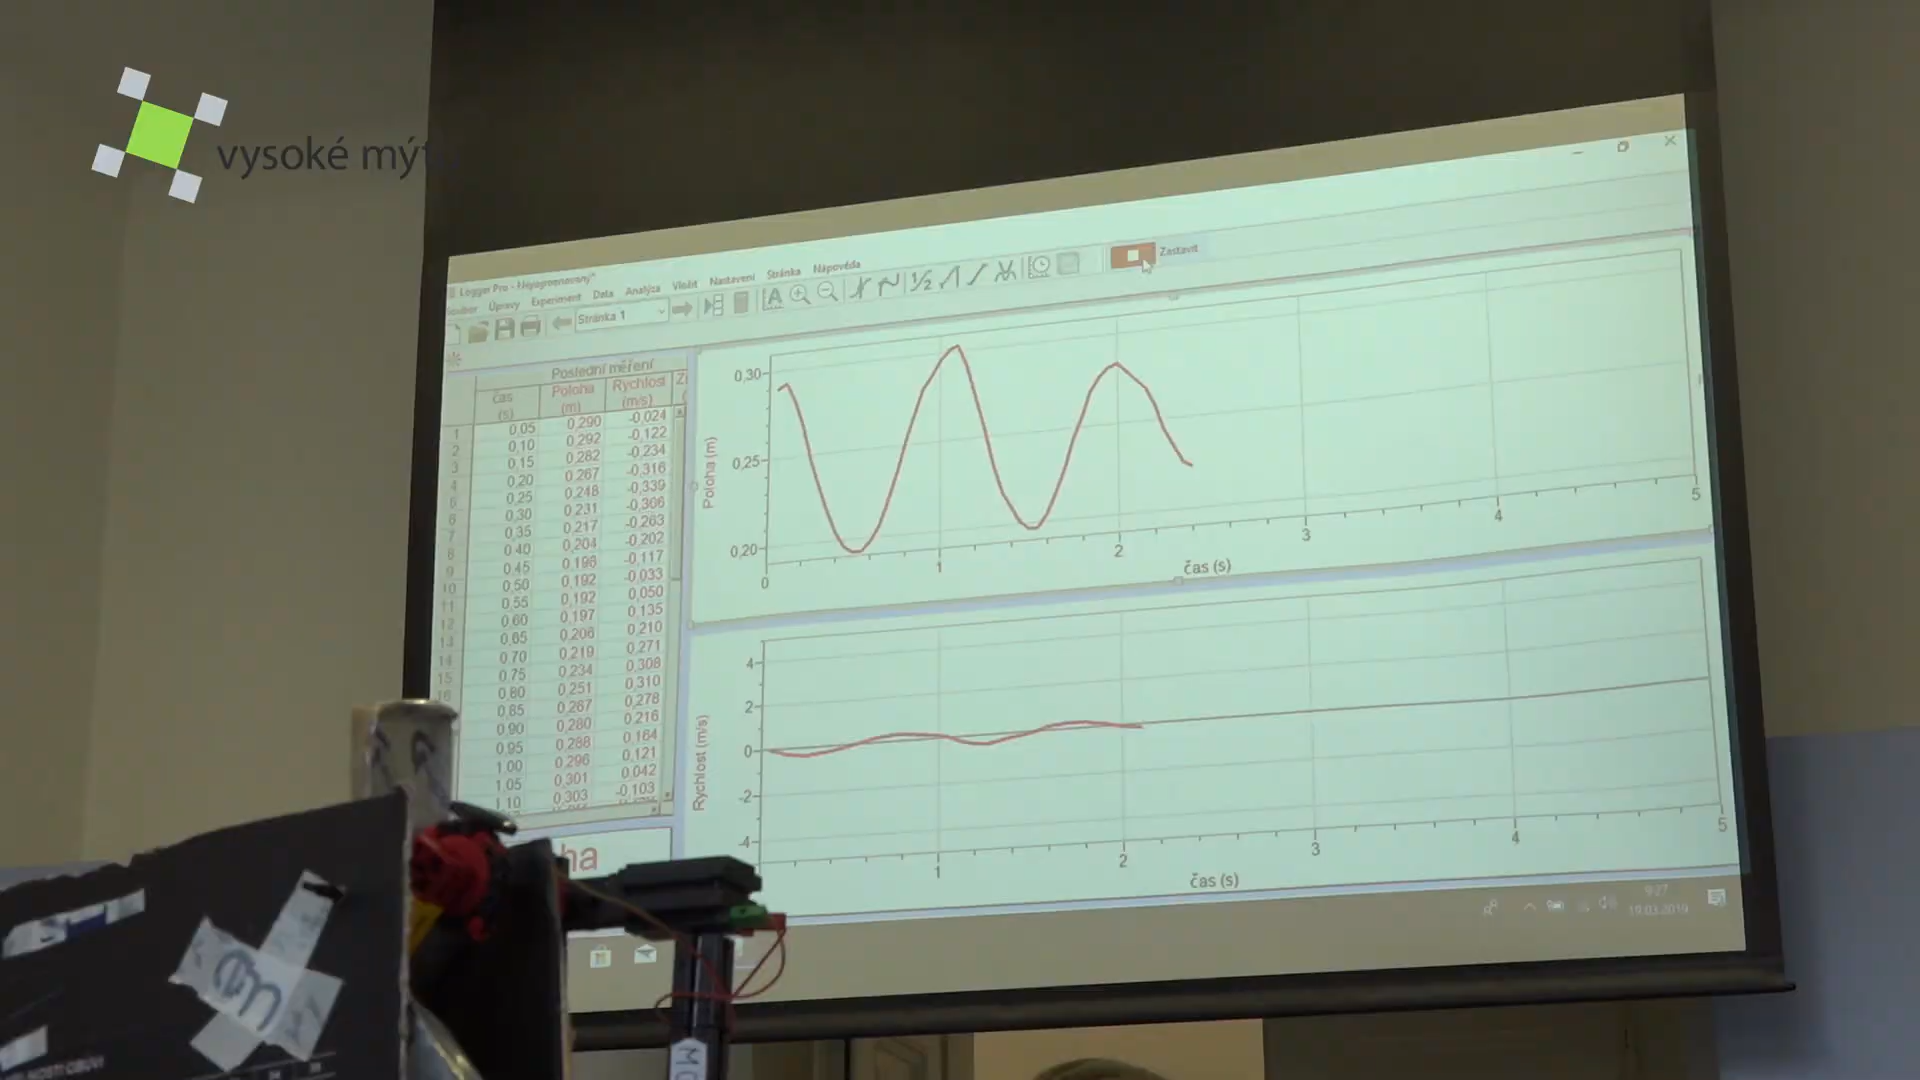 vysoké mýt
Logger Pro - Nepojmenovaný*
Soubor Úpravy Experiment Data Analýza Vložit Nastavení Stránka Nápověda
Stránka 1
Zastavit
Poslední měření
čas (s) Poloha (m) Rychlost (m/s)
1 0,05 0,290 -0,024
2 0,10 0,292 -0,122
3 0,15 0,282 -0,234
4 0,20 0,267 -0,316
5 0,25 0,248 -0,339
6 0,30 0,231 -0,306
7 0,35 0,217 -0,263
8 0,40 0,204 -0,202
9 0,45 0,196 -0,117
10 0,50 0,192 -0,033
11 0,55 0,192 0,050
12 0,60 0,197 0,135
13 0,65 0,206 0,210
14 0,70 0,219 0,271
15 0,75 0,234 0,308
16 0,80 0,251 0,310
0,85 0,267 0,278
0,90 0,280 0,216
0,95 0,288 0,164
1,00 0,296 0,121
1,05 0,301 0,042
1,10 0,303 -0,103
ha
Poloha (m)
0,30
0,25
0,20
0 1 2 3 4 5
čas (s)
Rychlost (m/s)
4
2
0
-2
-4
1 2 3 4 5
čas (s)
9:27
19.03.2019